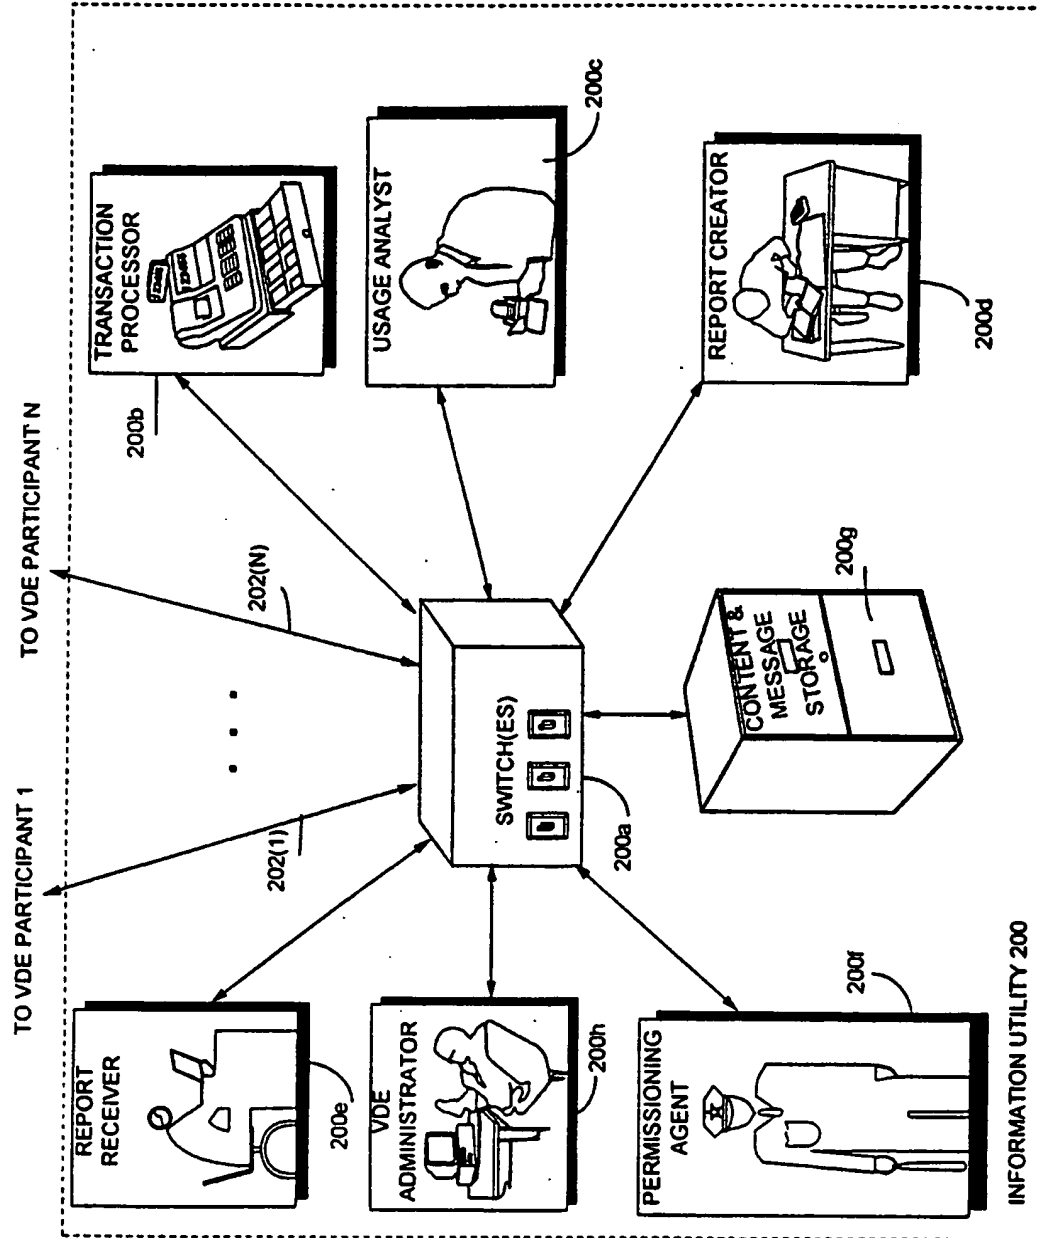 TO VDE PARTICIPANT 1
TO VDE PARTICIPANT N
202(1)
202(N)
REPORT
RECEIVER
200e
VDE
ADMINISTRATOR
200h
PERMISSIONING
AGENT
200f
SWITCH(ES)
200a
CONTENT &
MESSAGE
STORAGE
200g
TRANSACTION
PROCESSOR
200b
USAGE ANALYST
200c
REPORT CREATOR
200d
INFORMATION UTILITY 200